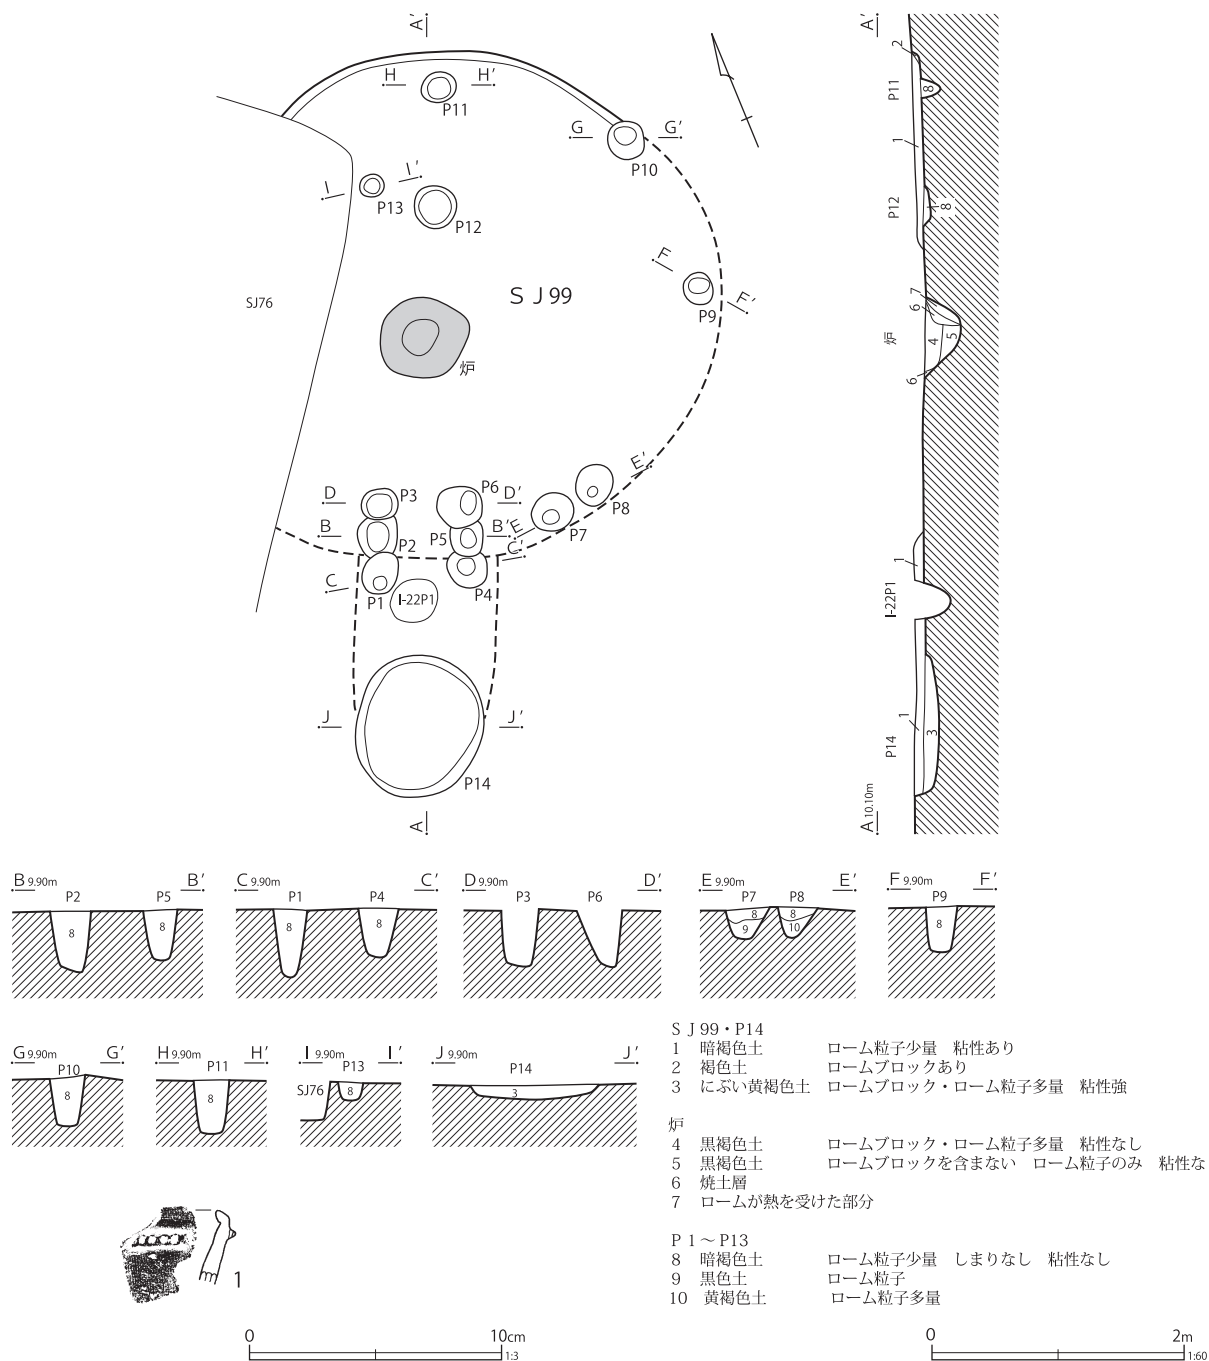 A'
A'
H
H'
P11
G
G'
P10
I
I'
P13
P12
F
F'
P9
SJ76
ＳＪ99
炉
E'
D
P3
P6
D'
P8
B
P2
P5
B'
E
P7
C'
C
P1
P4
I-22P1
J
J'
P14
A
2
P11
8
1
P12
8
7
6
炉
4
5
6
1
I-22P1
1
P14
3
A 10.10m
B 9.90m
P2
P5
B'
8
8
C 9.90m
P1
P4
C'
8
8
D 9.90m
P3
P6
D'
E 9.90m
P7
P8
E'
8
8
9
10
F 9.90m
P9
F'
8
G 9.90m
P10
G'
8
H 9.90m
P11
H'
8
I 9.90m
P13
I'
SJ76
8
J 9.90m
P14
J'
3
ＳＪ99・P14
1 暗褐色土 ローム粒子少量 粘性あり
2 褐色土 ロームブロックあり
3 にぶい黄褐色土 ロームブロック・ローム粒子多量 粘性強
炉
4 黒褐色土 ロームブロック・ローム粒子多量 粘性なし
5 黒褐色土 ロームブロックを含まない ローム粒子のみ 粘性な
6 焼土層
7 ロームが熱を受けた部分
P 1～P13
8 暗褐色土 ローム粒子少量 しまりなし 粘性なし
9 黒色土 ローム粒子
10 黄褐色土 ローム粒子多量
1
0 10cm
1:3
0 2m
1:60